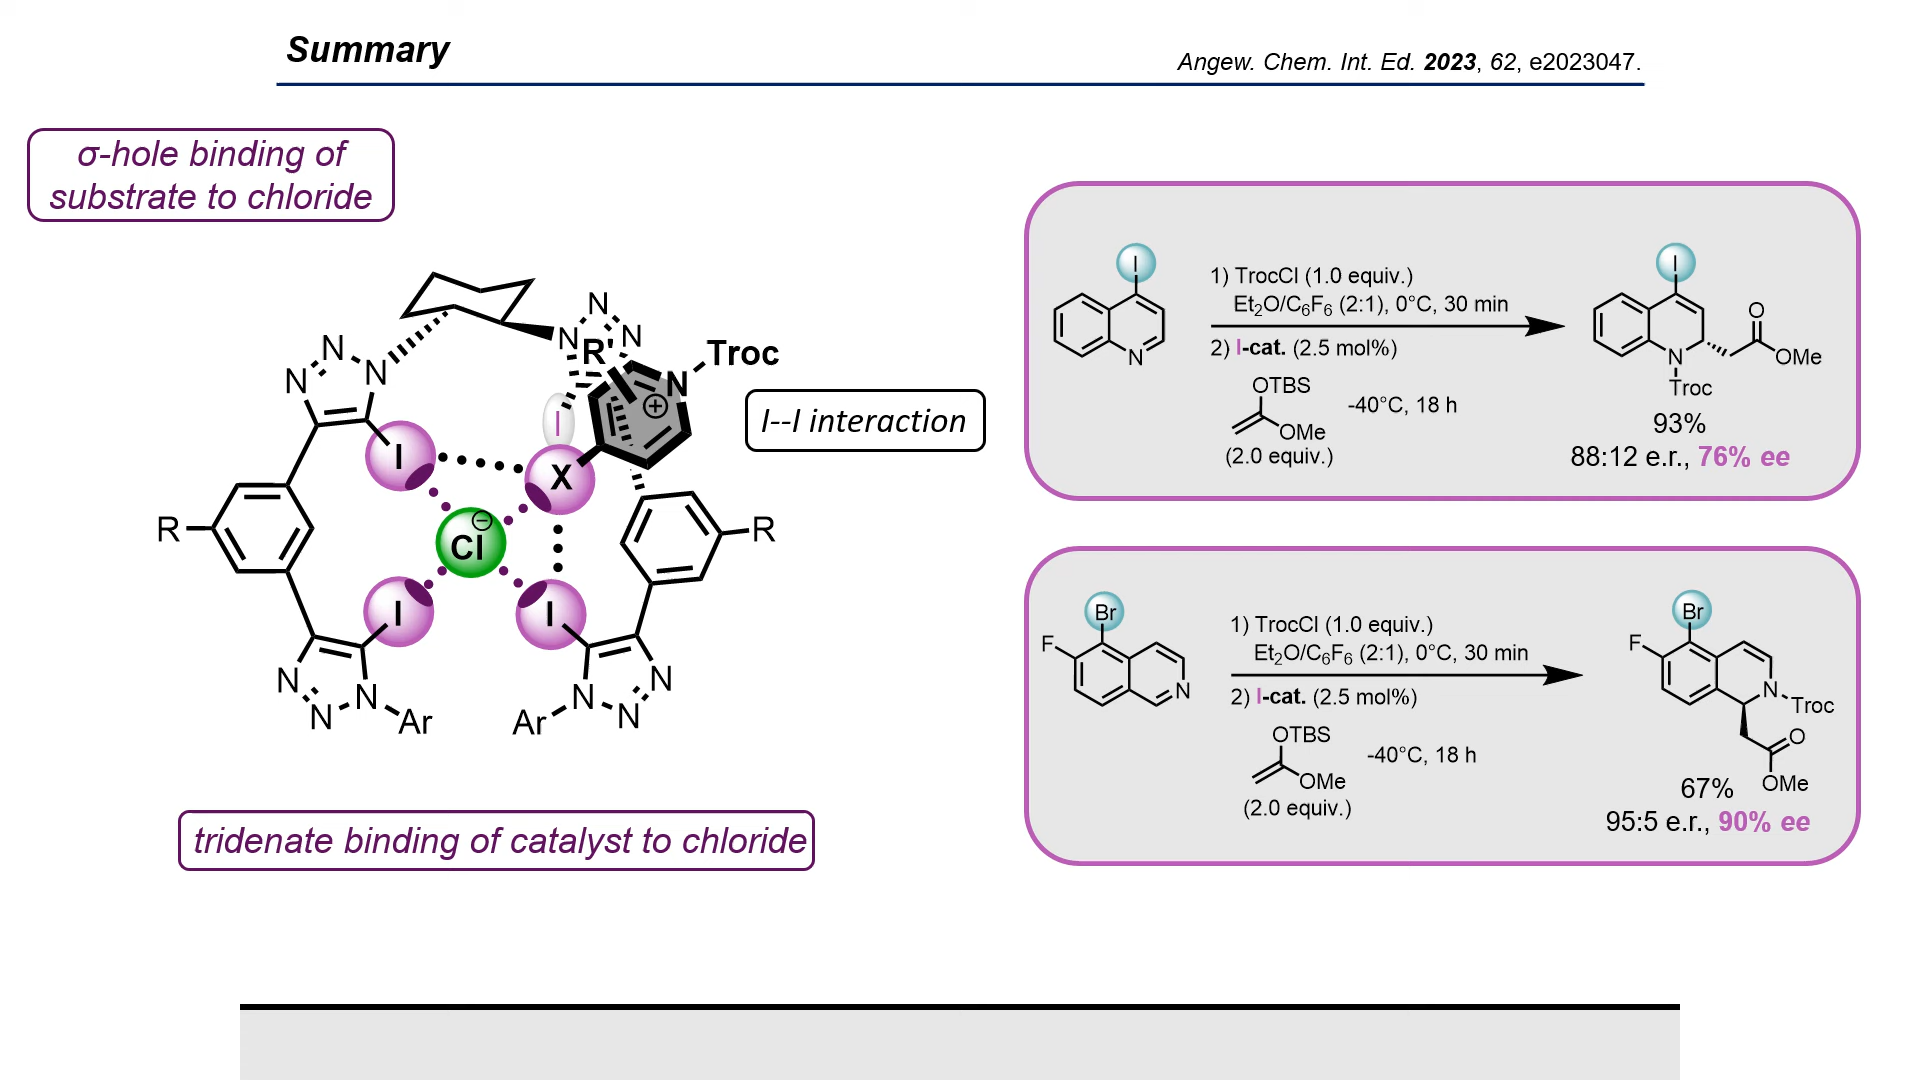 Summary
Angew. Chem. Int. Ed. 2023, 62, e2023047.
σ-hole binding of
substrate to chloride
N
N
N
N
N
N
R
N
Troc
⊕
I
I--I interaction
I
X
R
Cl⊖
R
I
I
N
N
N
Ar
Ar
N
N
N
tridenate binding of catalyst to chloride
I
N
1) TrocCl (1.0 equiv.)
Et2O/C6F6 (2:1), 0°C, 30 min
2) I-cat. (2.5 mol%)
OTBS
OMe
-40°C, 18 h
(2.0 equiv.)
I
O
OMe
N
Troc
93%
88:12 e.r., 76% ee
Br
F
N
1) TrocCl (1.0 equiv.)
Et2O/C6F6 (2:1), 0°C, 30 min
2) I-cat. (2.5 mol%)
OTBS
OMe
-40°C, 18 h
(2.0 equiv.)
Br
F
N
Troc
O
OMe
67%
95:5 e.r., 90% ee